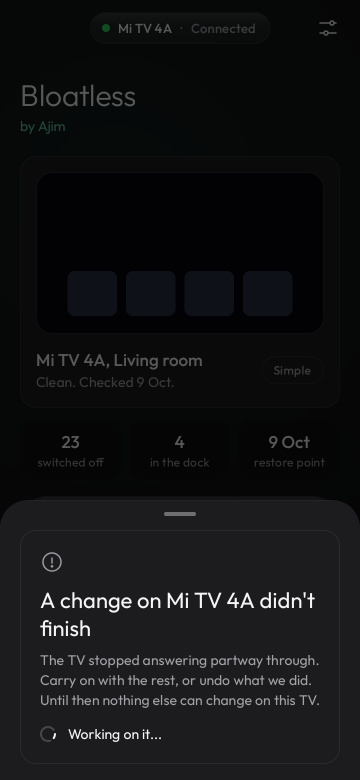 Mi TV 4A · Connected
Bloatless
by Ajim
Mi TV 4A, Living room
Clean. Checked 9 Oct.
Simple
23
switched off
4
in the dock
9 Oct
restore point
A change on Mi TV 4A didn't
finish
The TV stopped answering partway through.
Carry on with the rest, or undo what we did.
Until then nothing else can change on this TV.
Working on it...